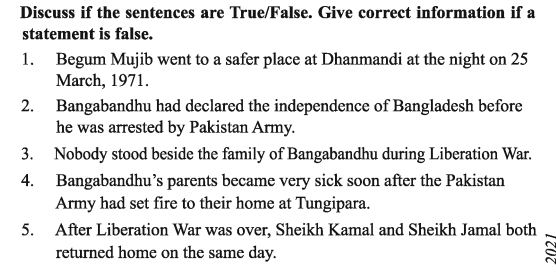 Discuss if the sentences are True/False. Give correct information if a
statement is false.
1. Begum Mujib went to a safer place at Dhanmandi at the night on 25
March, 1971.
2. Bangabandhu had declared the independence of Bangladesh before
he was arrested by Pakistan Army.
3. Nobody stood beside the family of Bangabandhu during Liberation War.
4. Bangabandhu's parents became very sick soon after the Pakistan
Army had set fire to their home at Tungipara.
5. After Liberation War was over, Sheikh Kamal and Sheikh Jamal both
returned home on the same day.
2021